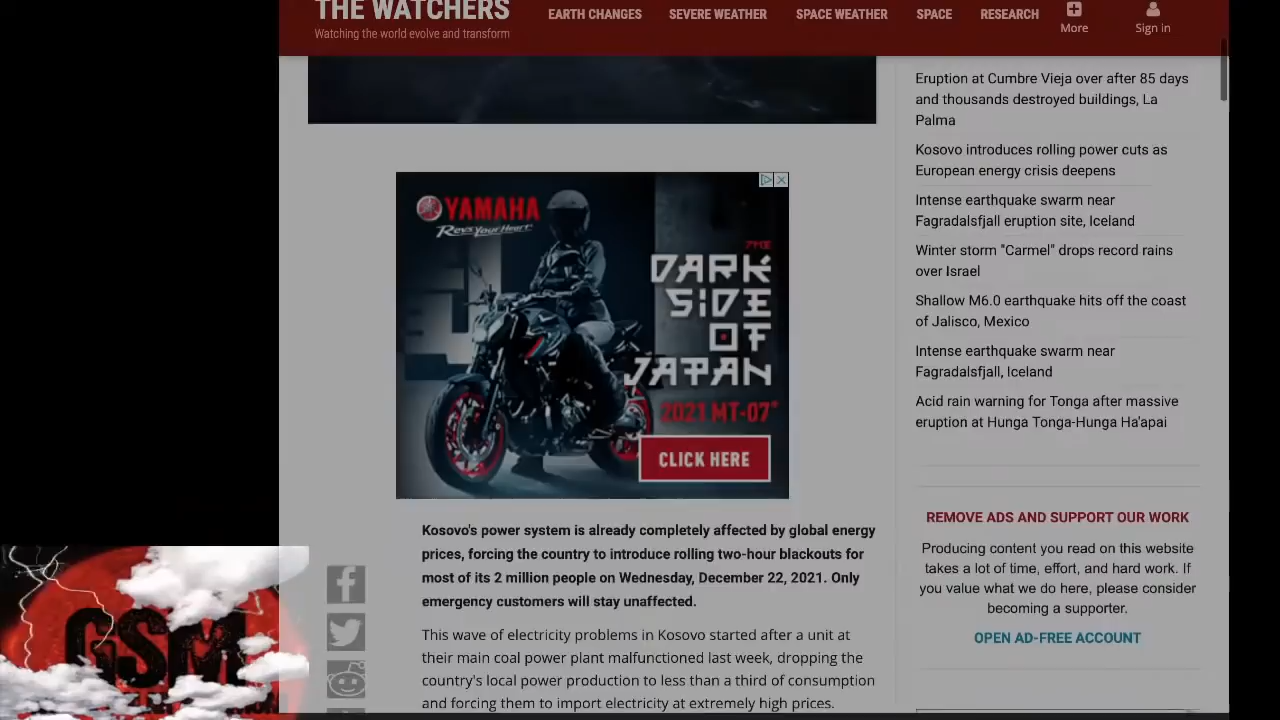 THE WATCHERS
Watching the world evolve and transform
EARTH CHANGES
SEVERE WEATHER
SPACE WEATHER
SPACE
RESEARCH
More
Sign in
YAMAHA
Revs Your Heart
THE
DARK
SIDE
OF
JAPAN
2021 MT-07
CLICK HERE
Kosovo's power system is already completely affected by global energy
prices, forcing the country to introduce rolling two-hour blackouts for
most of its 2 million people on Wednesday, December 22, 2021. Only
emergency customers will stay unaffected.
This wave of electricity problems in Kosovo started after a unit at
their main coal power plant malfunctioned last week, dropping the
country's local power production to less than a third of consumption
and forcing them to import electricity at extremely high prices.
Eruption at Cumbre Vieja over after 85 days
and thousands destroyed buildings, La
Palma
Kosovo introduces rolling power cuts as
European energy crisis deepens
Intense earthquake swarm near
Fagradalsfjall eruption site, Iceland
Winter storm "Carmel" drops record rains
over Israel
Shallow M6.0 earthquake hits off the coast
of Jalisco, Mexico
Intense earthquake swarm near
Fagradalsfjall, Iceland
Acid rain warning for Tonga after massive
eruption at Hunga Tonga-Hunga Ha'apai
REMOVE ADS AND SUPPORT OUR WORK
Producing content you read on this website
takes a lot of time, effort, and hard work. If
you value what we do here, please consider
becoming a supporter.
OPEN AD-FREE ACCOUNT
GSM